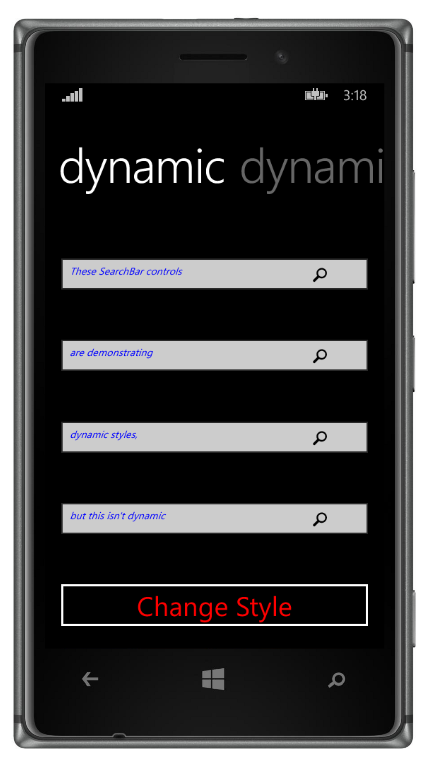 3:18
dynamic dynami
These SearchBar controls
are demonstrating
dynamic styles,
but this isn't dynamic
Change Style